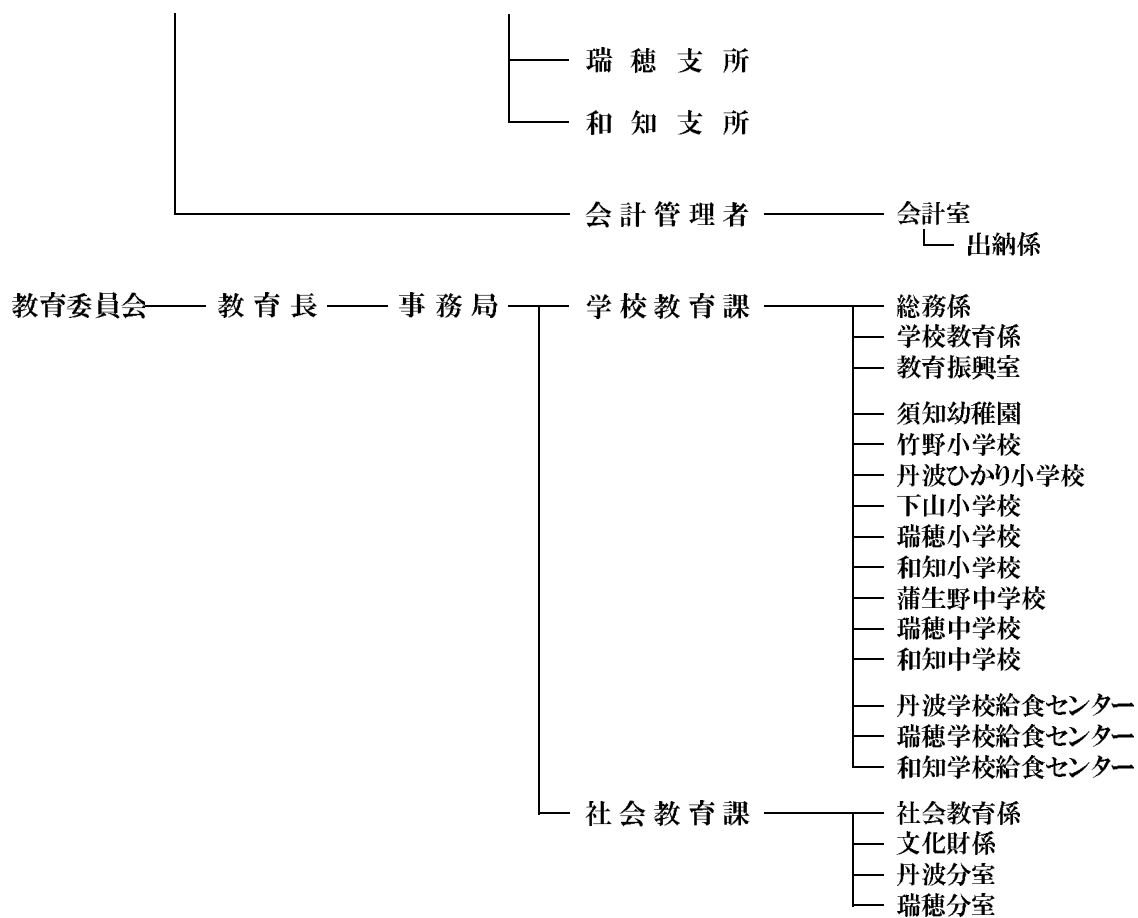 瑞穂支所
和知支所
会計管理者 会計室
出納係
教育委員会 教育長 事務局 学校教育課 総務係
学校教育係
教育振興室
須知幼稚園
竹野小学校
丹波ひかり小学校
下山小学校
瑞穂小学校
和知小学校
蒲生野中学校
瑞穂中学校
和知中学校
丹波学校給食センター
瑞穂学校給食センター
和知学校給食センター
社会教育課 社会教育係
文化財係
丹波分室
瑞穂分室